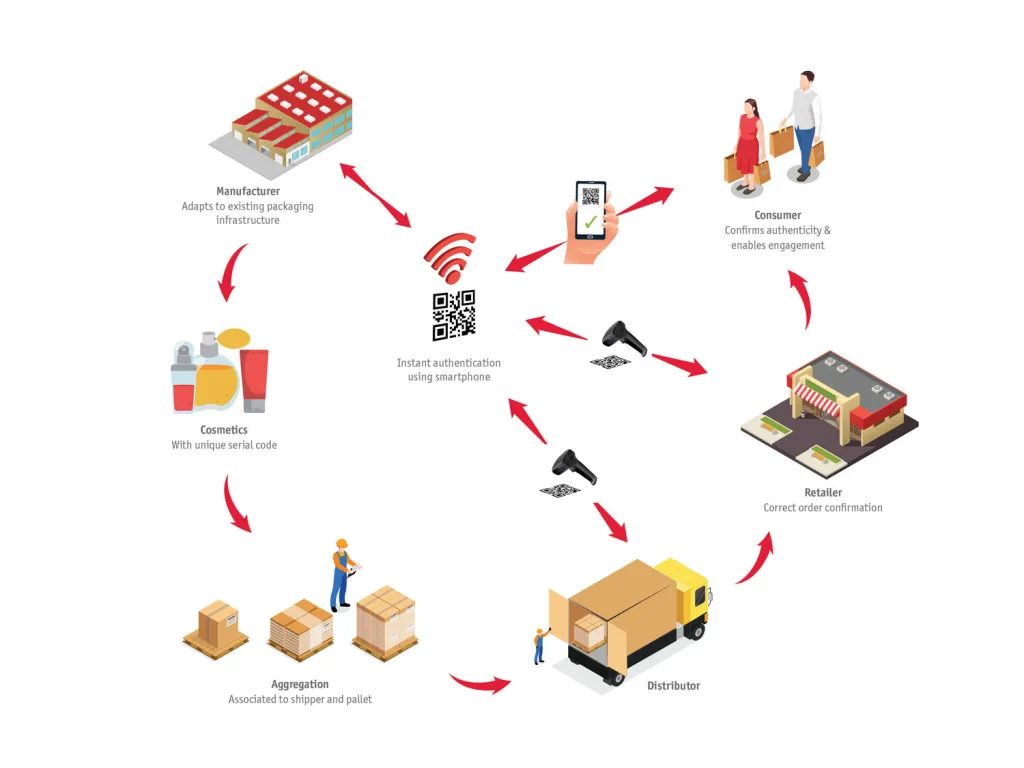 Manufacturer
Adapts to existing packaging
infrastructure
Consumer
Confirms authenticity &
enables engagement
Instant authentication
using smartphone
Cosmetics
With unique serial code
Retailer
Correct order confirmation
Aggregation
Associated to shipper and pallet
Distributor